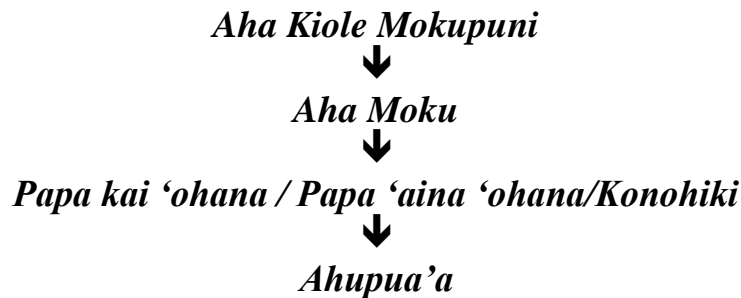 Aha Kiole Mokupuni
Aha Moku
Papa kai ‘ohana / Papa ‘aina ‘ohana/Konohiki
Ahupua’a